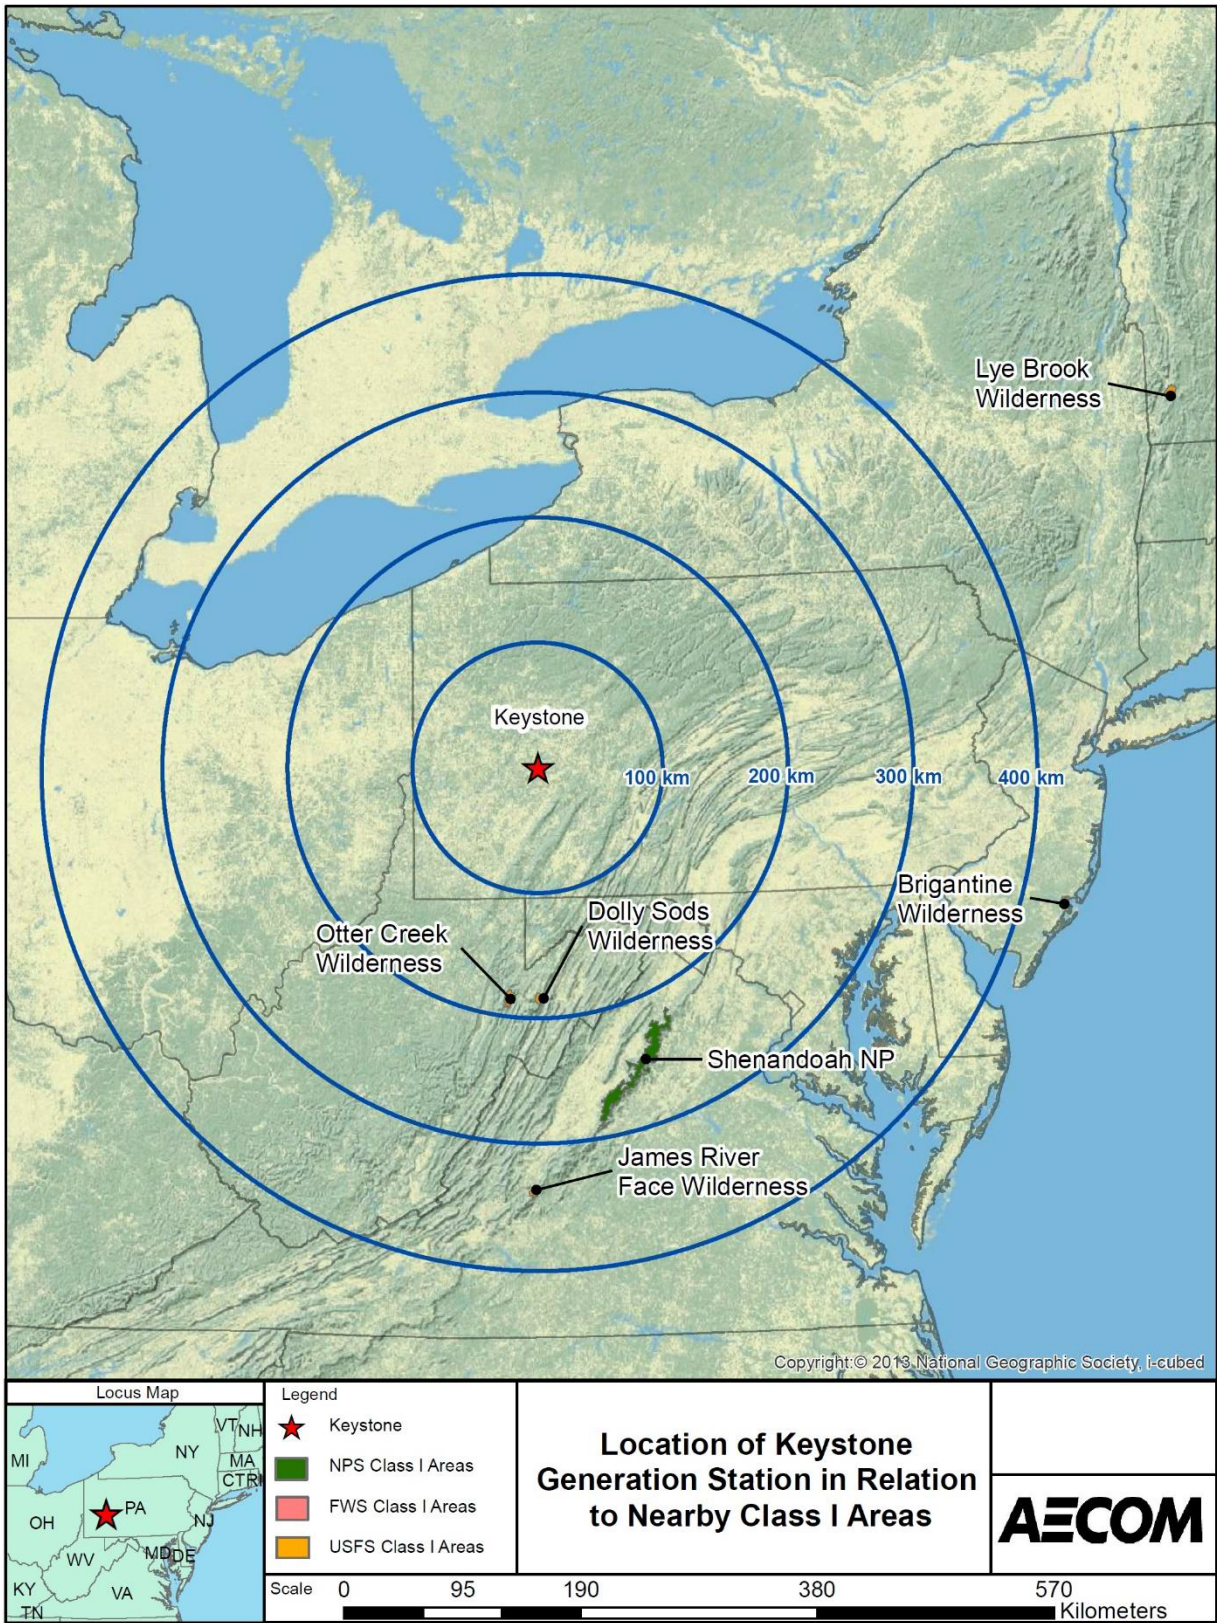 Lye Brook
Wilderness
Keystone
100 km
200 km
300 km
400 km
Brigantine
Wilderness
Otter Creek
Wilderness
Dolly Sods
Wilderness
Shenandoah NP
James River
Face Wilderness
Copyright:© 2013 National Geographic Society, i-cubed
Locus Map
MI
NY
VT
NH
MA
CT
RI
PA
OH
NJ
WV
MD
DE
KY
VA
TN
Legend
Keystone
NPS Class I Areas
FWS Class I Areas
USFS Class I Areas
Location of Keystone
Generation Station in Relation
to Nearby Class I Areas
AECOM
Scale 0 95 190 380 570
Kilometers